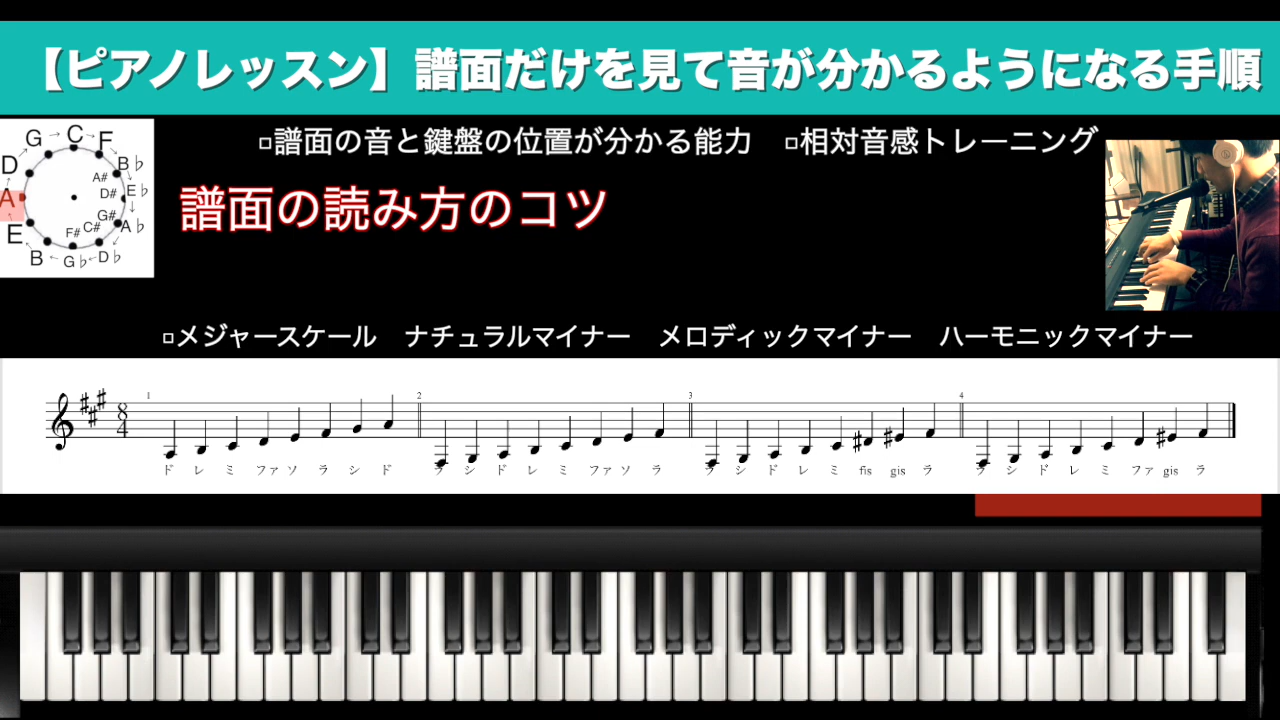 【ピアノレッスン】譜面だけを見て音が分かるようになる手順
▫譜面の音と鍵盤の位置が分かる能力　▫相対音感トレーニング
G C F
D B♭
A# 
A D# E♭
G#
E F# C# A♭
B G♭ D♭
譜面の読み方のコツ
▫メジャースケール　ナチュラルマイナー　メロディックマイナー　ハーモニックマイナー
1 2 3 4
8
4
ド レ ミ ファ ソ ラ シ ド ラ シ ド レ ミ ファ ソ ラ ラ シ ド レ ミ fis gis ラ ラ シ ド レ ミ ファ gis ラ